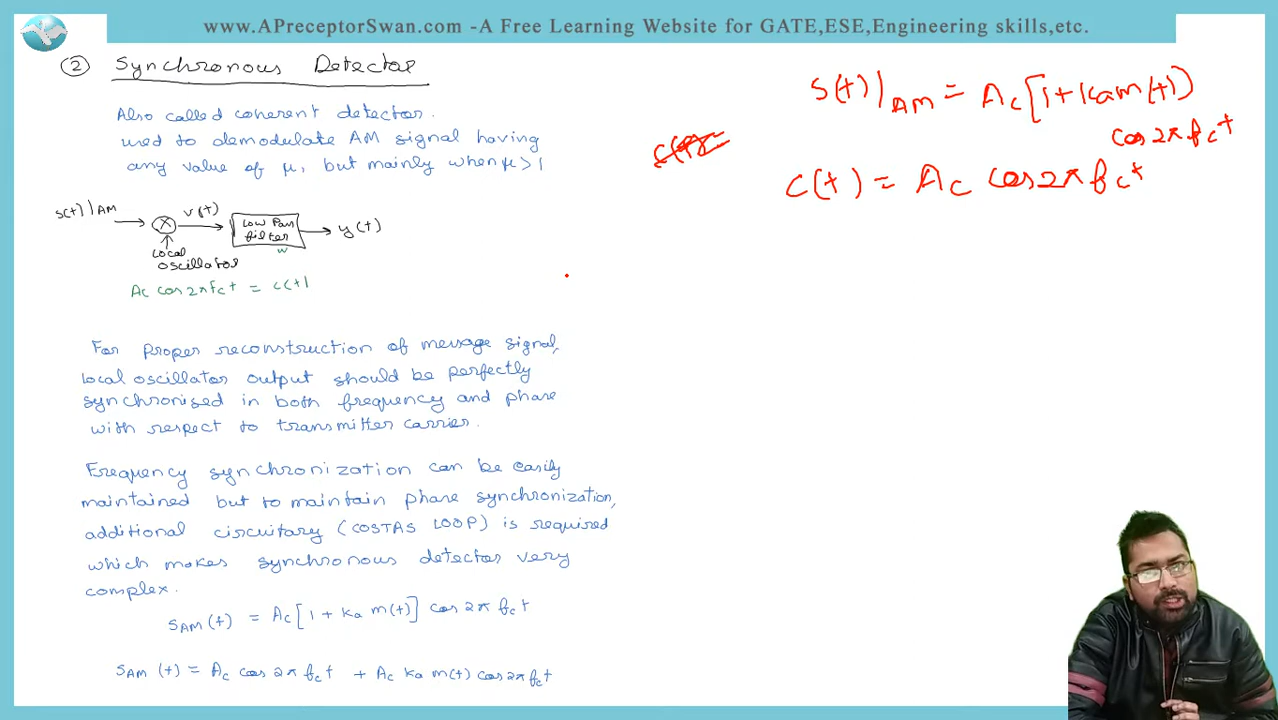 www.APreceptorSwan.com -A Free Learning Website for GATE,ESE,Engineering skills,etc.
② Synchronous Detector
Also called coherent detector.
used to demodulate AM signal having
any value of μ, but mainly when μ>1
s(t)|AM
v(t)
Low Pass
filter
y(t)
×
Local
oscillator
w
Ac cos2πfct = c(t)
For proper reconstruction of message signal,
local oscillator output should be perfectly
synchronised in both frequency and phase
with respect to transmitter carrier.
Frequency synchronization can be easily
maintained but to maintain phase synchronization,
additional circuitary (COSTAS LOOP) is required
which makes synchronous detector very
complex.
SAM(t) = Ac[1 + ka m(t)] cos 2π fct
SAM (t) = Ac cos 2π fct + Ac ka m(t) cos2π fct
s(t)|AM = Ac[1+kam(t))
cos2π fct
c(t) = Ac cos2π fct